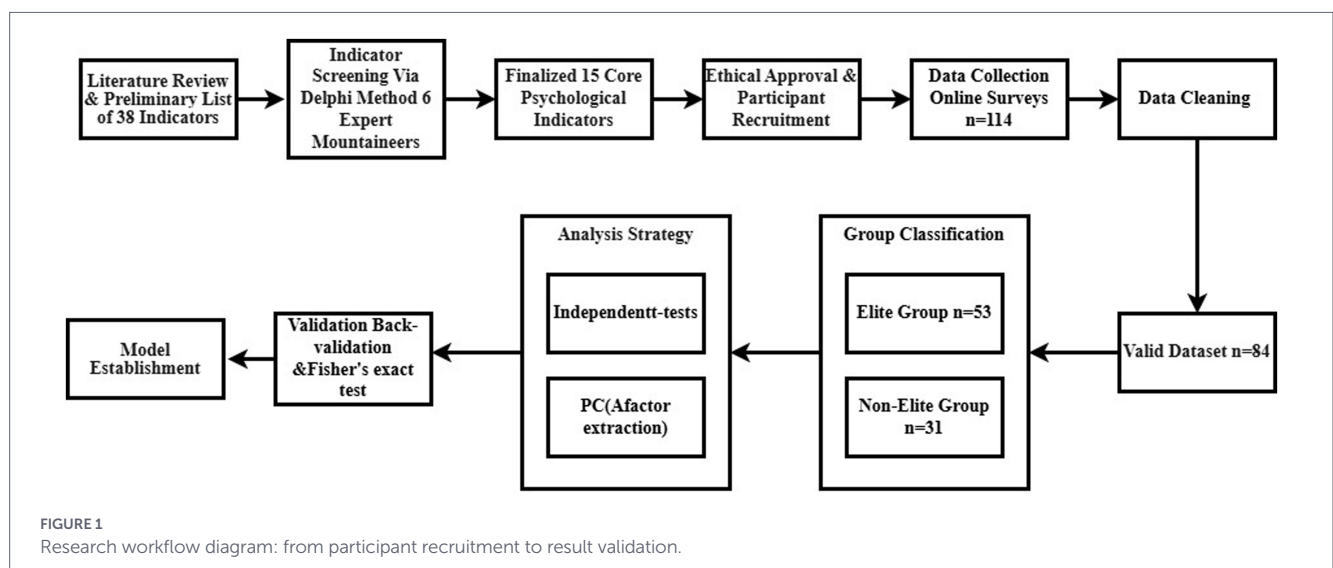 Literature Review
& Preliminary List
of 38 Indicators
Indicator
Screening Via
Delphi Method 6
Expert
Mountaineers
Finalized 15 Core
Psychological
Indicators
Ethical Approval &
Participant
Recruitment
Data Collection
Online Surveys
n=114
Data Cleaning
Valid Dataset n=84
Group Classification
Elite Group n=53
Non-Elite Group
n=31
Analysis Strategy
Independentt-tests
PC(Afactor
extraction)
Validation Back-
validation
&Fisher's exact
test
Model
Establishment
FIGURE 1
Research workflow diagram: from participant recruitment to result validation.